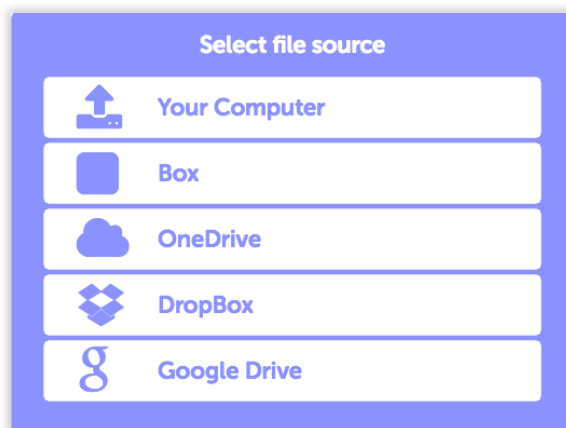 Select file source
Your Computer
Box
OneDrive
DropBox
Google Drive